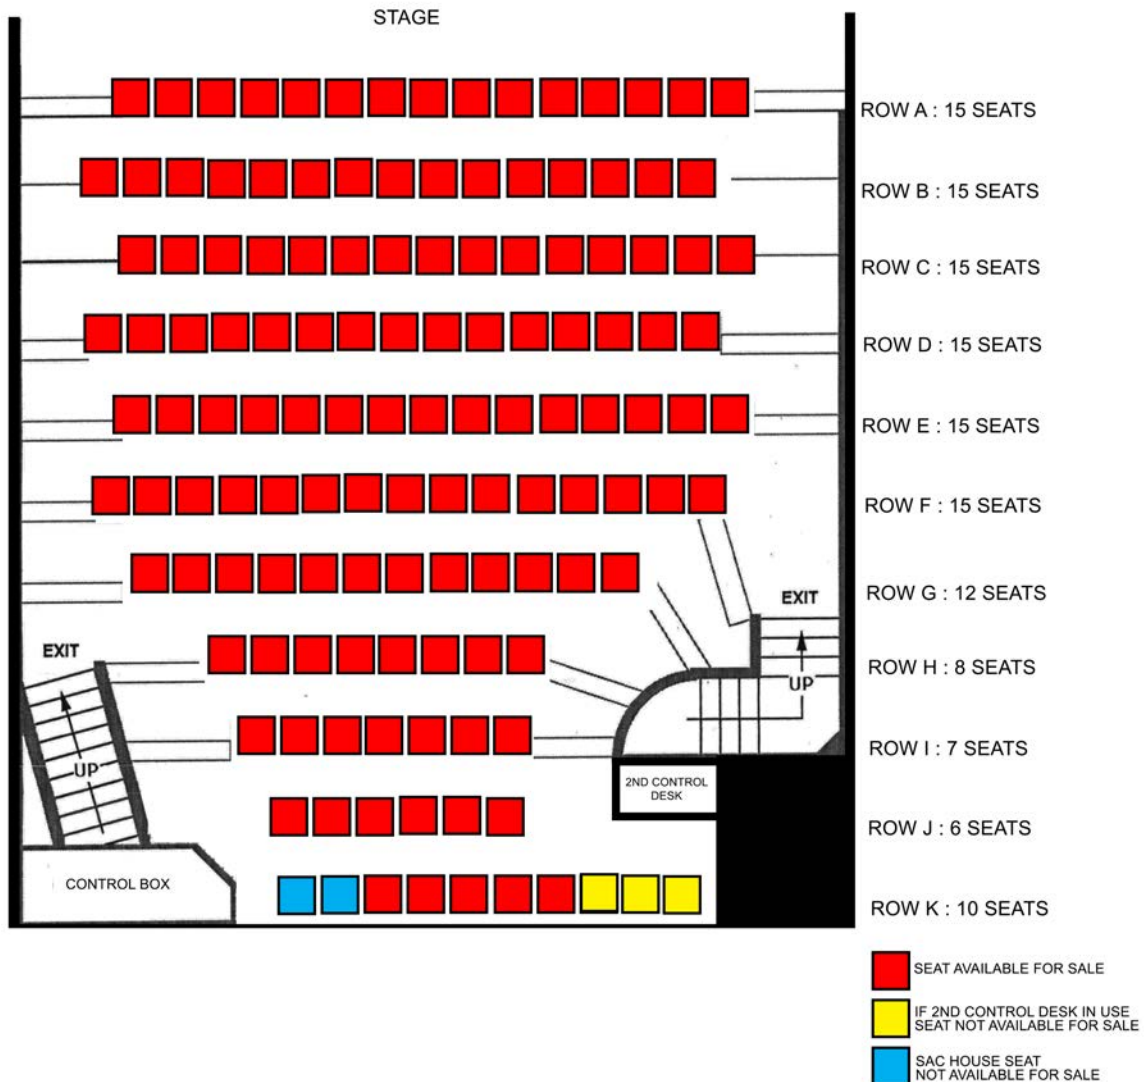 STAGE
ROW A : 15 SEATS
ROW B : 15 SEATS
ROW C : 15 SEATS
ROW D : 15 SEATS
ROW E : 15 SEATS
ROW F : 15 SEATS
ROW G : 12 SEATS
EXIT
EXIT
ROW H : 8 SEATS
UP
ROW I : 7 SEATS
UP
2ND CONTROL
DESK
ROW J : 6 SEATS
CONTROL BOX
ROW K : 10 SEATS
SEAT AVAILABLE FOR SALE
IF 2ND CONTROL DESK IN USE
SEAT NOT AVAILABLE FOR SALE
SAC HOUSE SEAT
NOT AVAILABLE FOR SALE